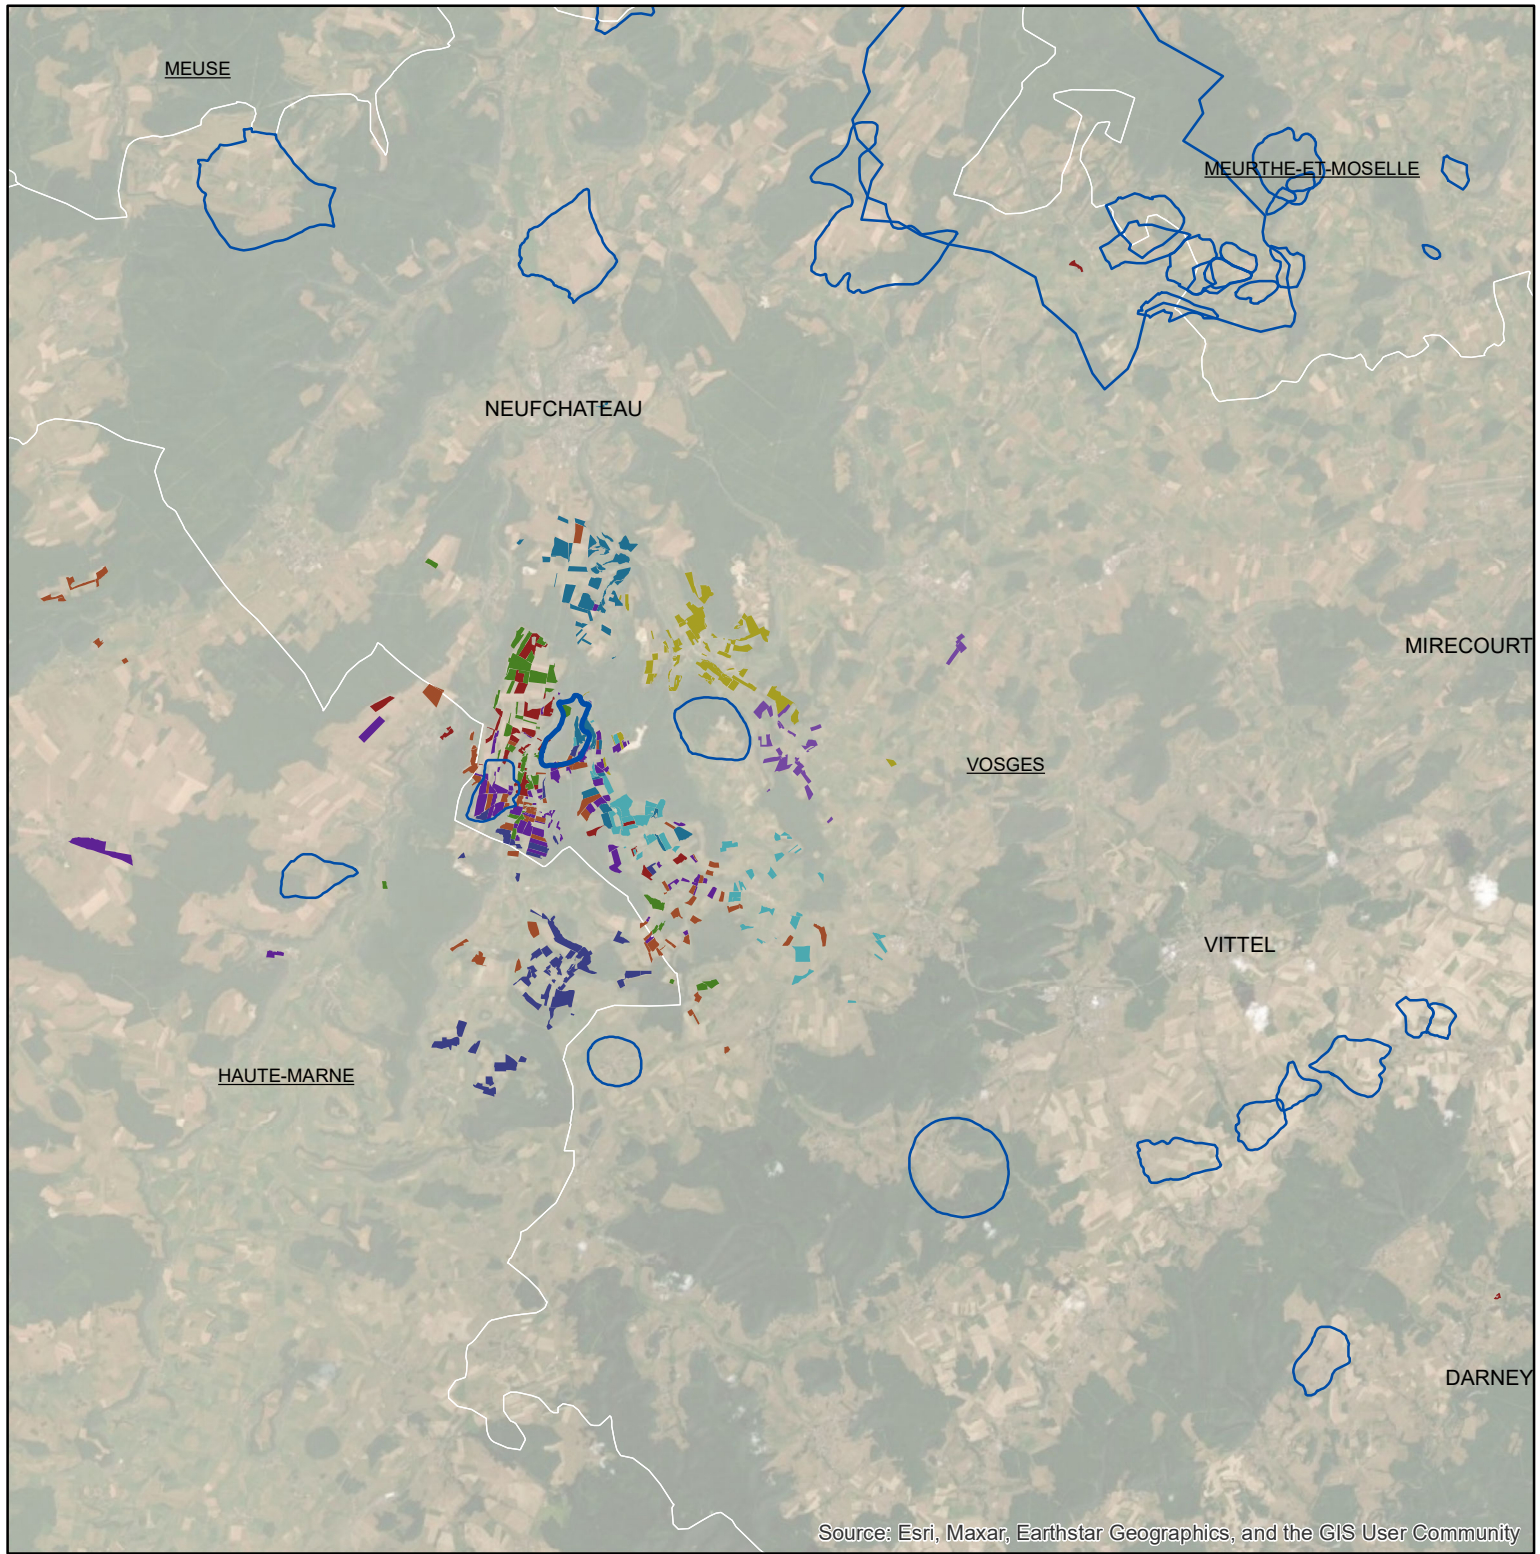 MEUSE
MEURTHE-ET-MOSELLE
NEUFCHATEAU
MIRECOURT
VOSGES
VITTEL
HAUTE-MARNE
DARNEY
Source: Esri, Maxar, Earthstar Geographics, and the GIS User Community